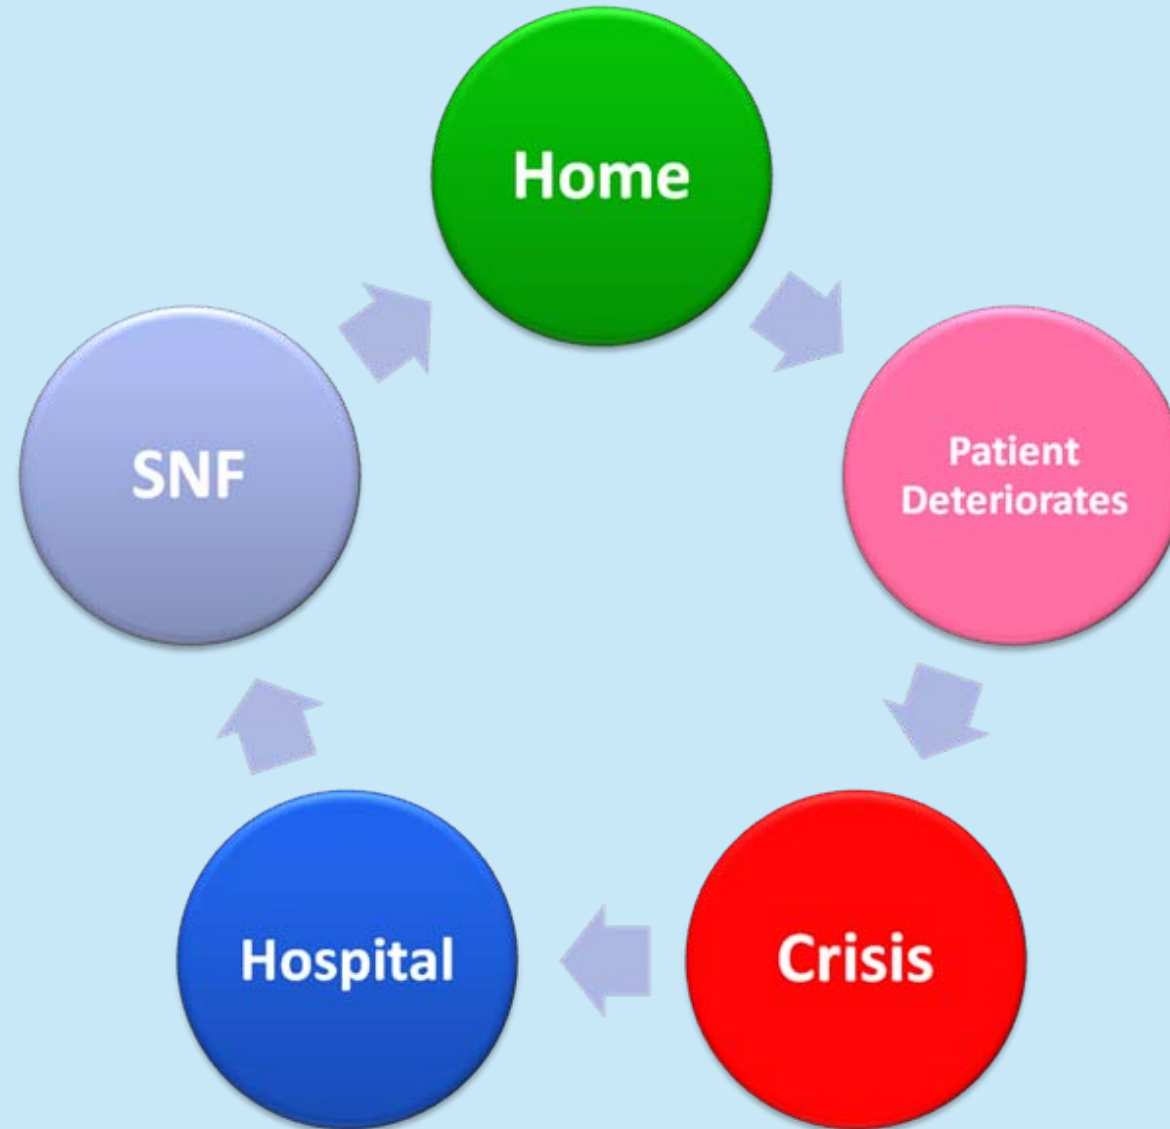 Home
Patient
Deteriorates
Crisis
Hospital
SNF